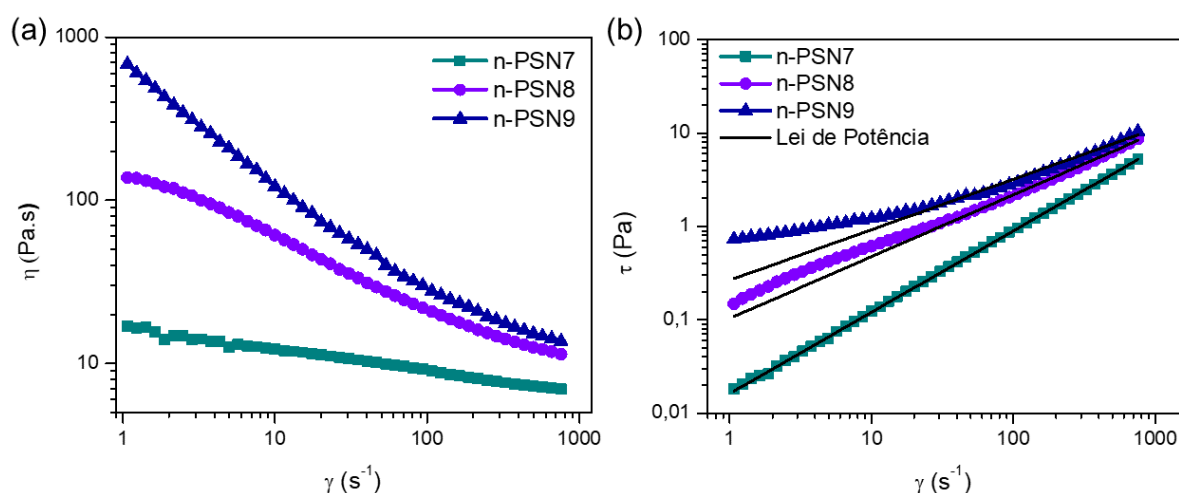 (a)
1000
100
10
η (Pa.s)
n-PSN7
n-PSN8
n-PSN9
1 10 100 1000
γ (s⁻¹)
(b)
100
10
1
0,1
0,01
τ (Pa)
n-PSN7
n-PSN8
n-PSN9
Lei de Potência
1 10 100 1000
γ (s⁻¹)